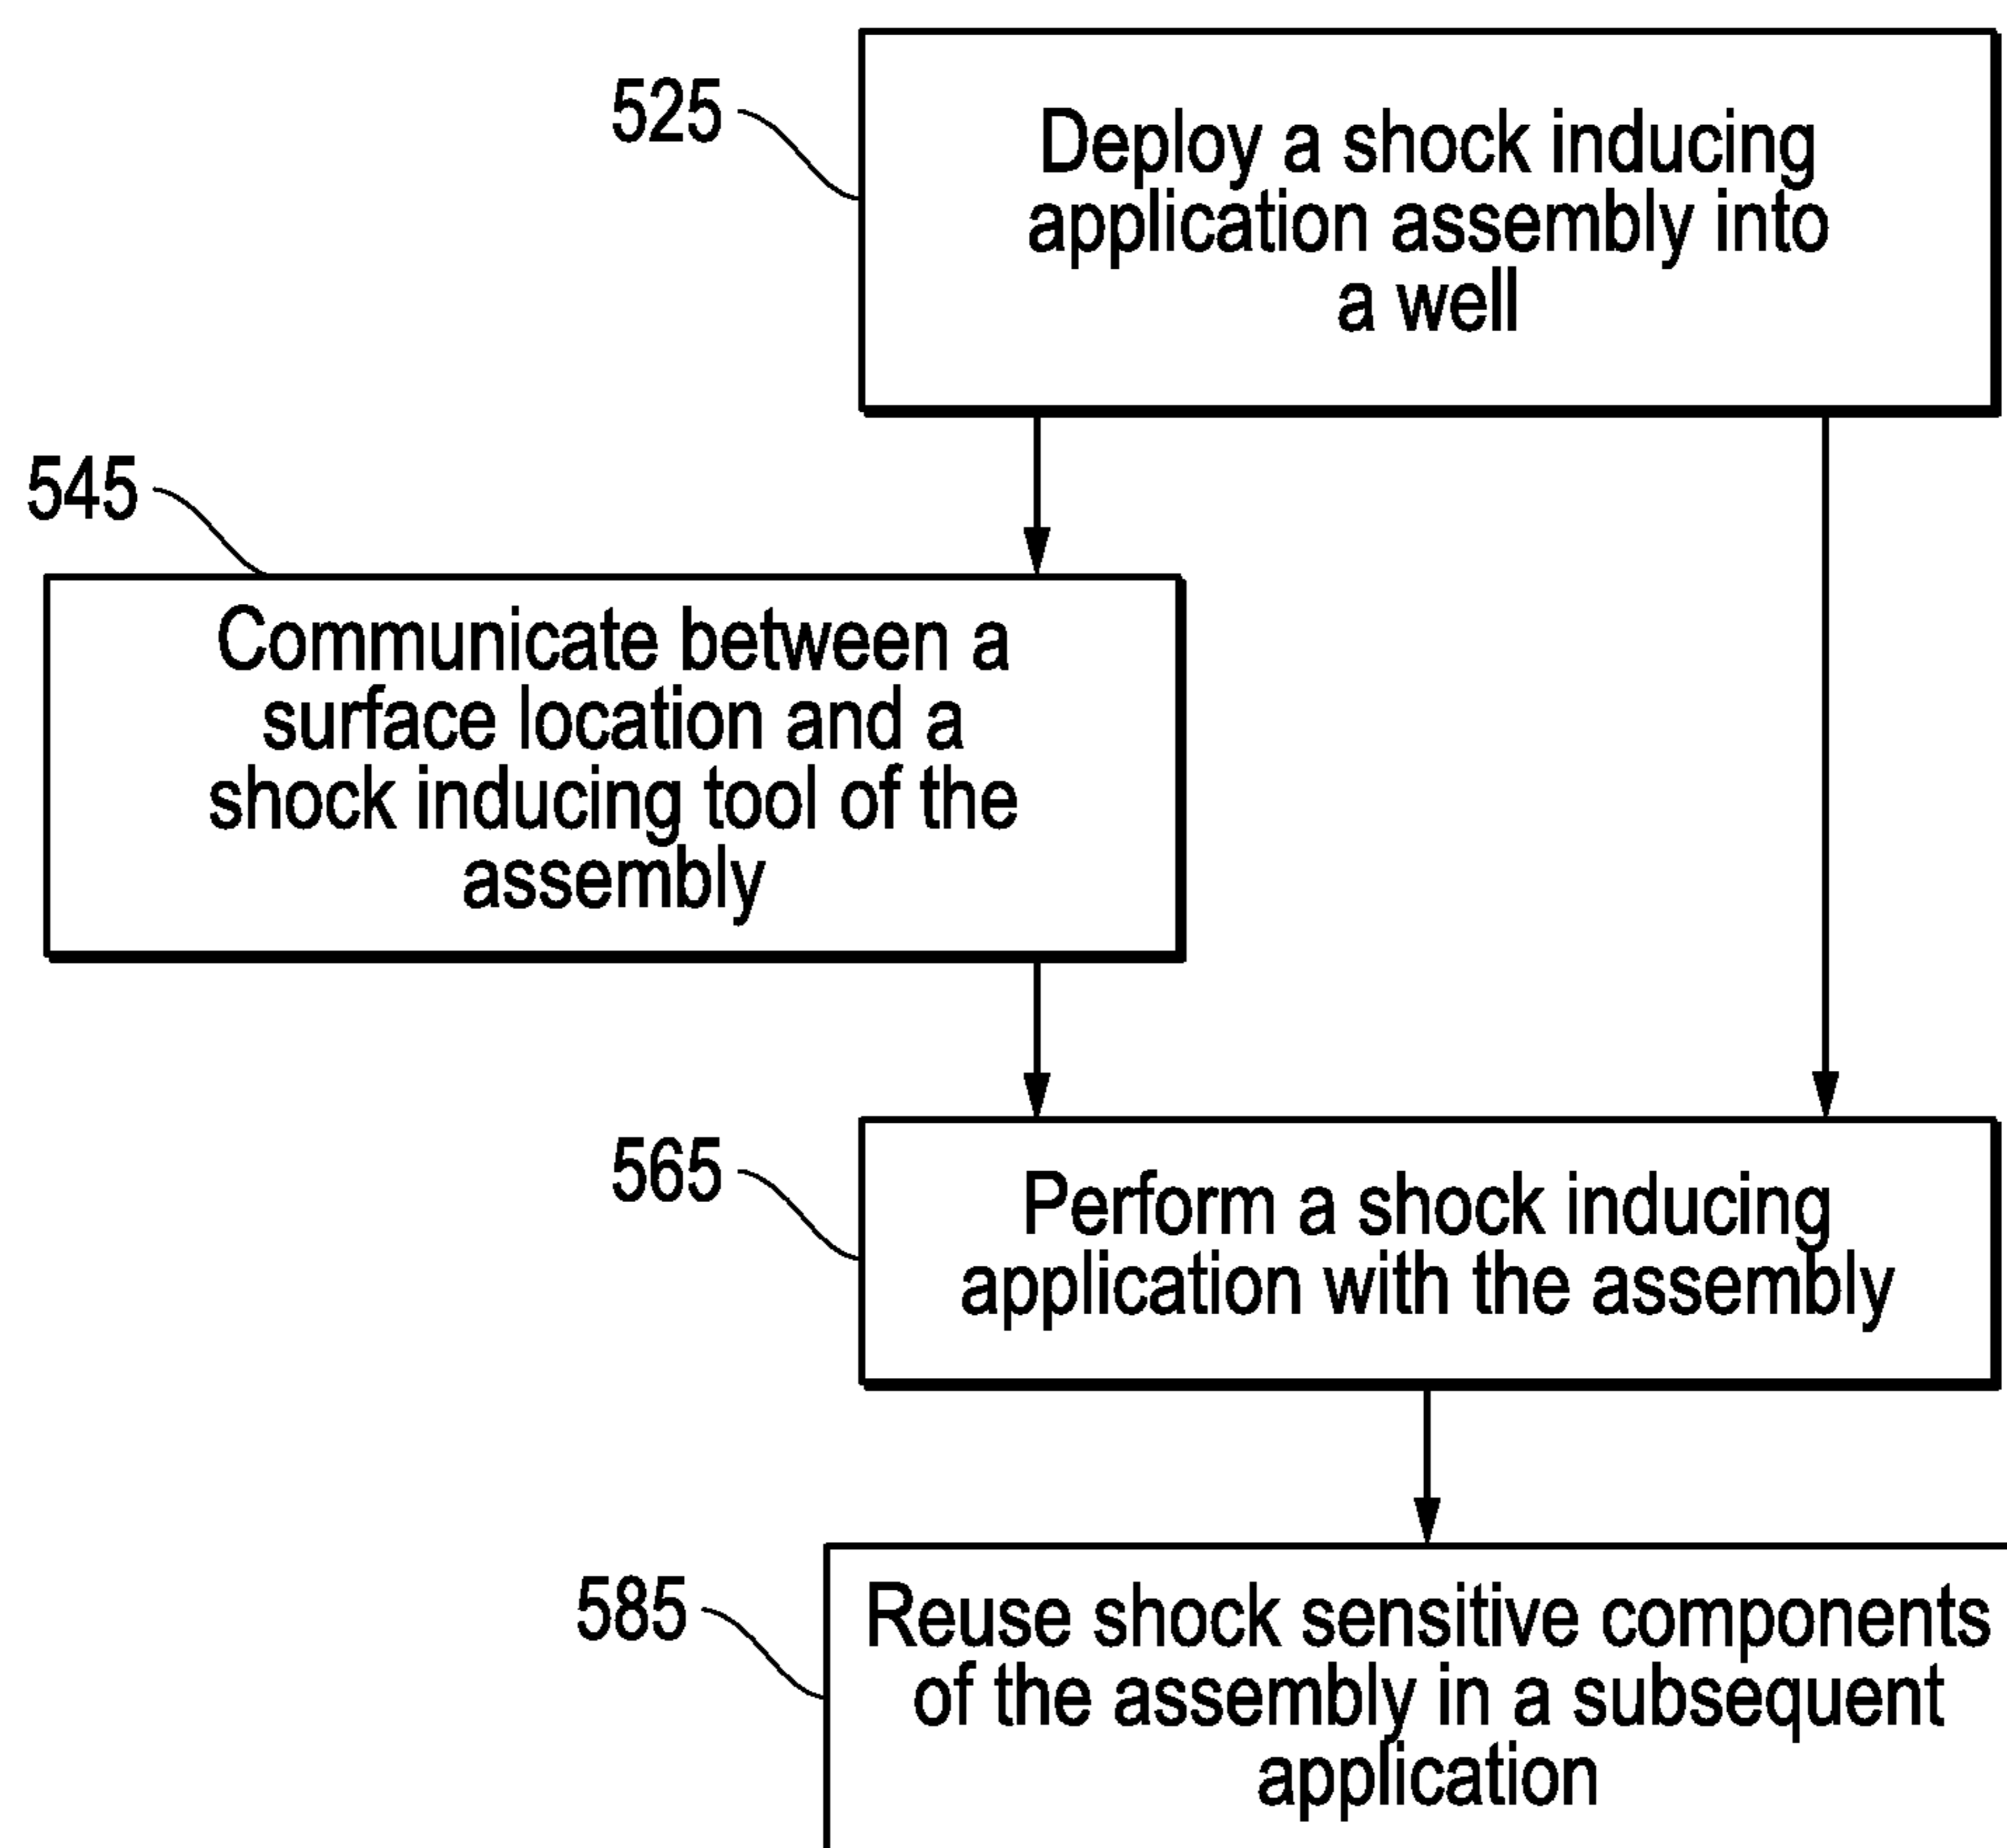 525
Deploy a shock inducing
application assembly into
a well
545
Communicate between a
surface location and a
shock inducing tool of the
assembly
565
Perform a shock inducing
application with the assembly
585
Reuse shock sensitive components
of the assembly in a subsequent
application